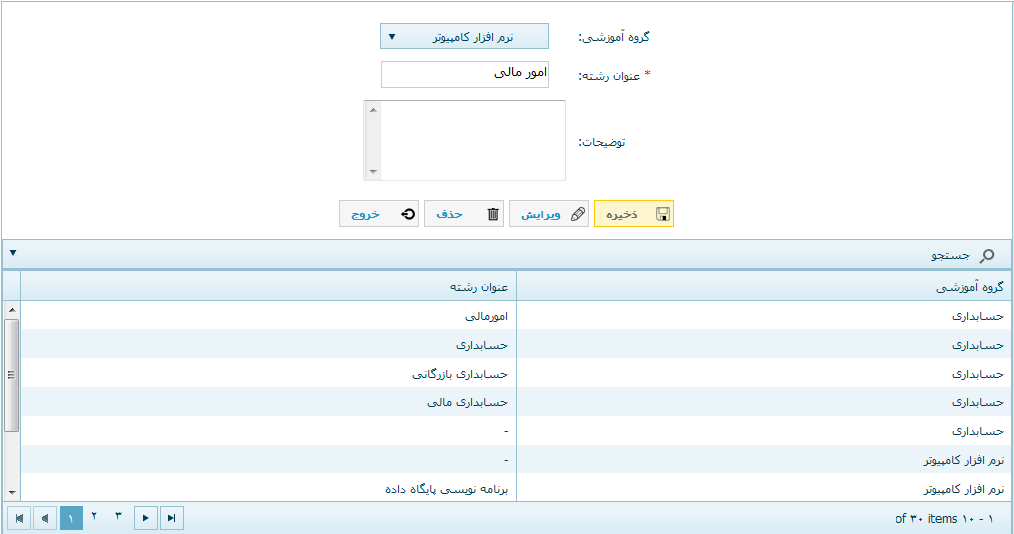 گروه آموزشی: نرم افزار کامپیوتر
* عنوان رشته: امور مالی
توضیحات:
ذخیره ویرایش حذف خروج
جستجو
گروه آموزشی عنوان رشته
حسابداری امورمالی
حسابداری حسابداری
حسابداری حسابداری بازرگانی
حسابداری حسابداری مالی
حسابداری -
نرم افزار کامپیوتر -
نرم افزار کامپیوتر برنامه نویسی پایگاه داده
۱ ۲ ۳ of ۳۰ items ۱۰ - ۱